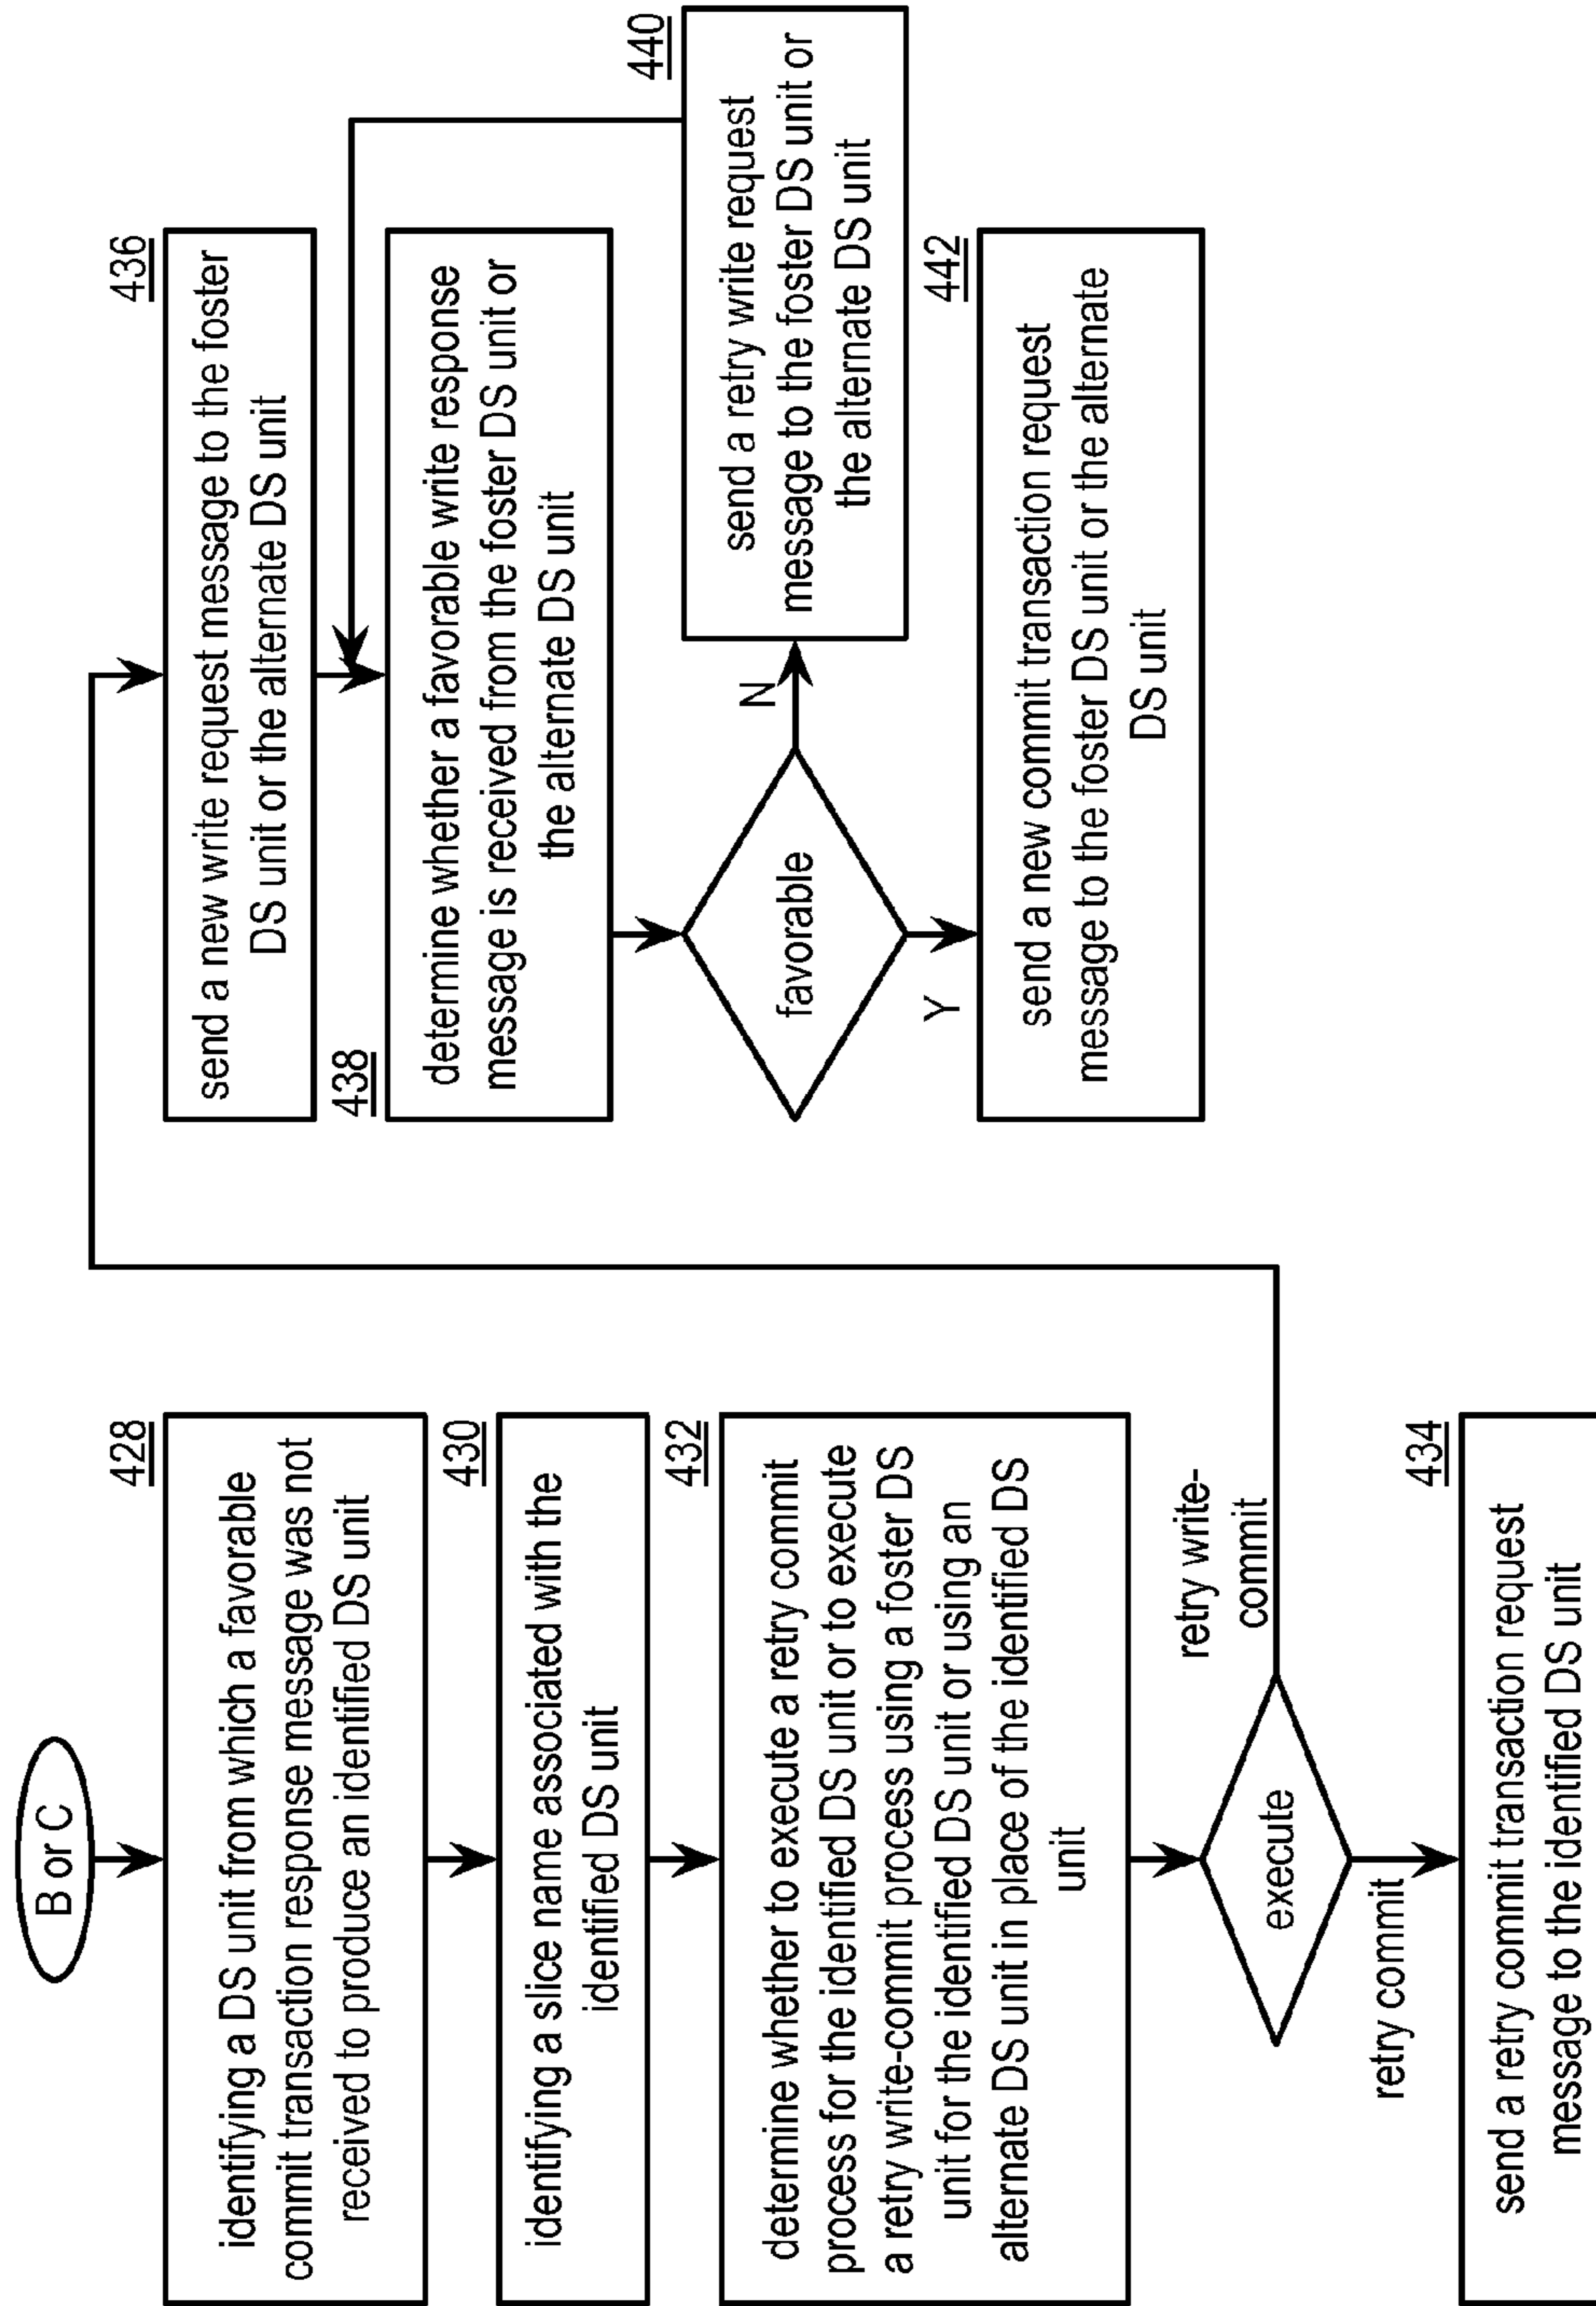 B or C
428
identifying a DS unit from which a favorable
commit transaction response message was not
received to produce an identified DS unit
430
identifying a slice name associated with the
identified DS unit
432
determine whether to execute a retry commit
process for the identified DS unit or to execute
a retry write-commit process using a foster DS
unit for the identified DS unit or using an
alternate DS unit in place of the identified DS
unit
execute
retry write-
commit
retry commit
434
send a retry commit transaction request
message to the identified DS unit
436
send a new write request message to the foster
DS unit or the alternate DS unit
438
determine whether a favorable write response
message is received from the foster DS unit or
the alternate DS unit
favorable
N
440
send a retry write request
message to the foster DS unit or
the alternate DS unit
Y
442
send a new commit transaction request
message to the foster DS unit or the alternate
DS unit